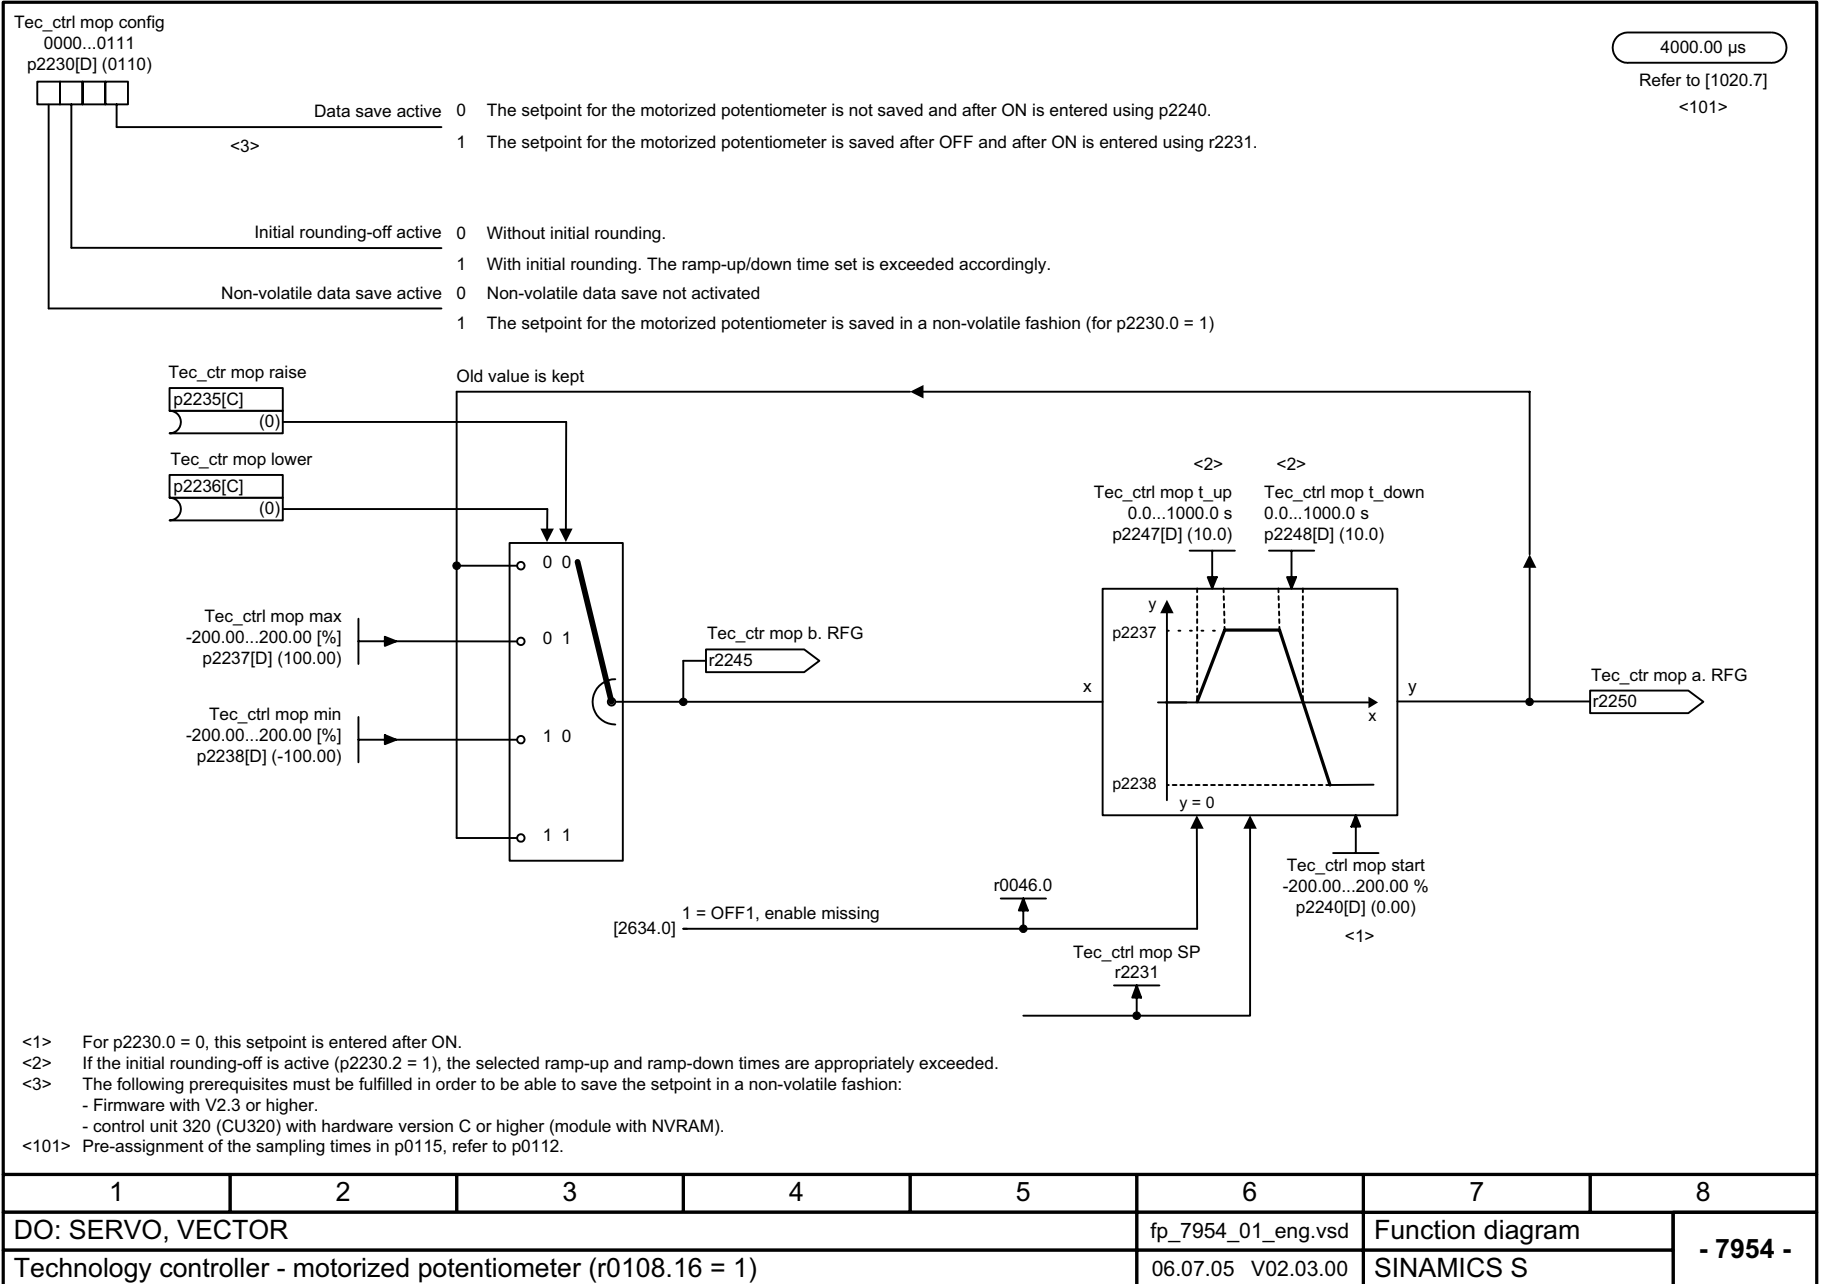 Tec_ctrl mop config
0000...0111
p2230[D] (0110)
4000.00 µs
Refer to [1020.7]
<101>
Data save active 0 The setpoint for the motorized potentiometer is not saved and after ON is entered using p2240.
<3>
1 The setpoint for the motorized potentiometer is saved after OFF and after ON is entered using r2231.
Initial rounding-off active 0 Without initial rounding.
1 With initial rounding. The ramp-up/down time set is exceeded accordingly.
Non-volatile data save active 0 Non-volatile data save not activated
1 The setpoint for the motorized potentiometer is saved in a non-volatile fashion (for p2230.0 = 1)
Tec_ctr mop raise
p2235[C]
(0)
Old value is kept
Tec_ctr mop lower
p2236[C]
(0)
<2> <2>
Tec_ctrl mop t_up
0.0...1000.0 s
p2247[D] (10.0)
Tec_ctrl mop t_down
0.0...1000.0 s
p2248[D] (10.0)
0 0
Tec_ctrl mop max
-200.00...200.00 [%]
p2237[D] (100.00)
0 1
Tec_ctr mop b. RFG
r2245
Tec_ctrl mop min
-200.00...200.00 [%]
p2238[D] (-100.00)
1 0
1 1
x
y
p2237
x
p2238
y = 0
y
Tec_ctr mop a. RFG
r2250
Tec_ctrl mop start
-200.00...200.00 %
p2240[D] (0.00)
<1>
r0046.0
1 = OFF1, enable missing
[2634.0]
Tec_ctrl mop SP
r2231
<1> For p2230.0 = 0, this setpoint is entered after ON.
<2> If the initial rounding-off is active (p2230.2 = 1), the selected ramp-up and ramp-down times are appropriately exceeded.
<3> The following prerequisites must be fulfilled in order to be able to save the setpoint in a non-volatile fashion:
- Firmware with V2.3 or higher.
- control unit 320 (CU320) with hardware version C or higher (module with NVRAM).
<101> Pre-assignment of the sampling times in p0115, refer to p0112.
1 2 3 4 5 6 7 8
DO: SERVO, VECTOR
fp_7954_01_eng.vsd
Function diagram
- 7954 -
Technology controller - motorized potentiometer (r0108.16 = 1)
06.07.05 V02.03.00
SINAMICS S